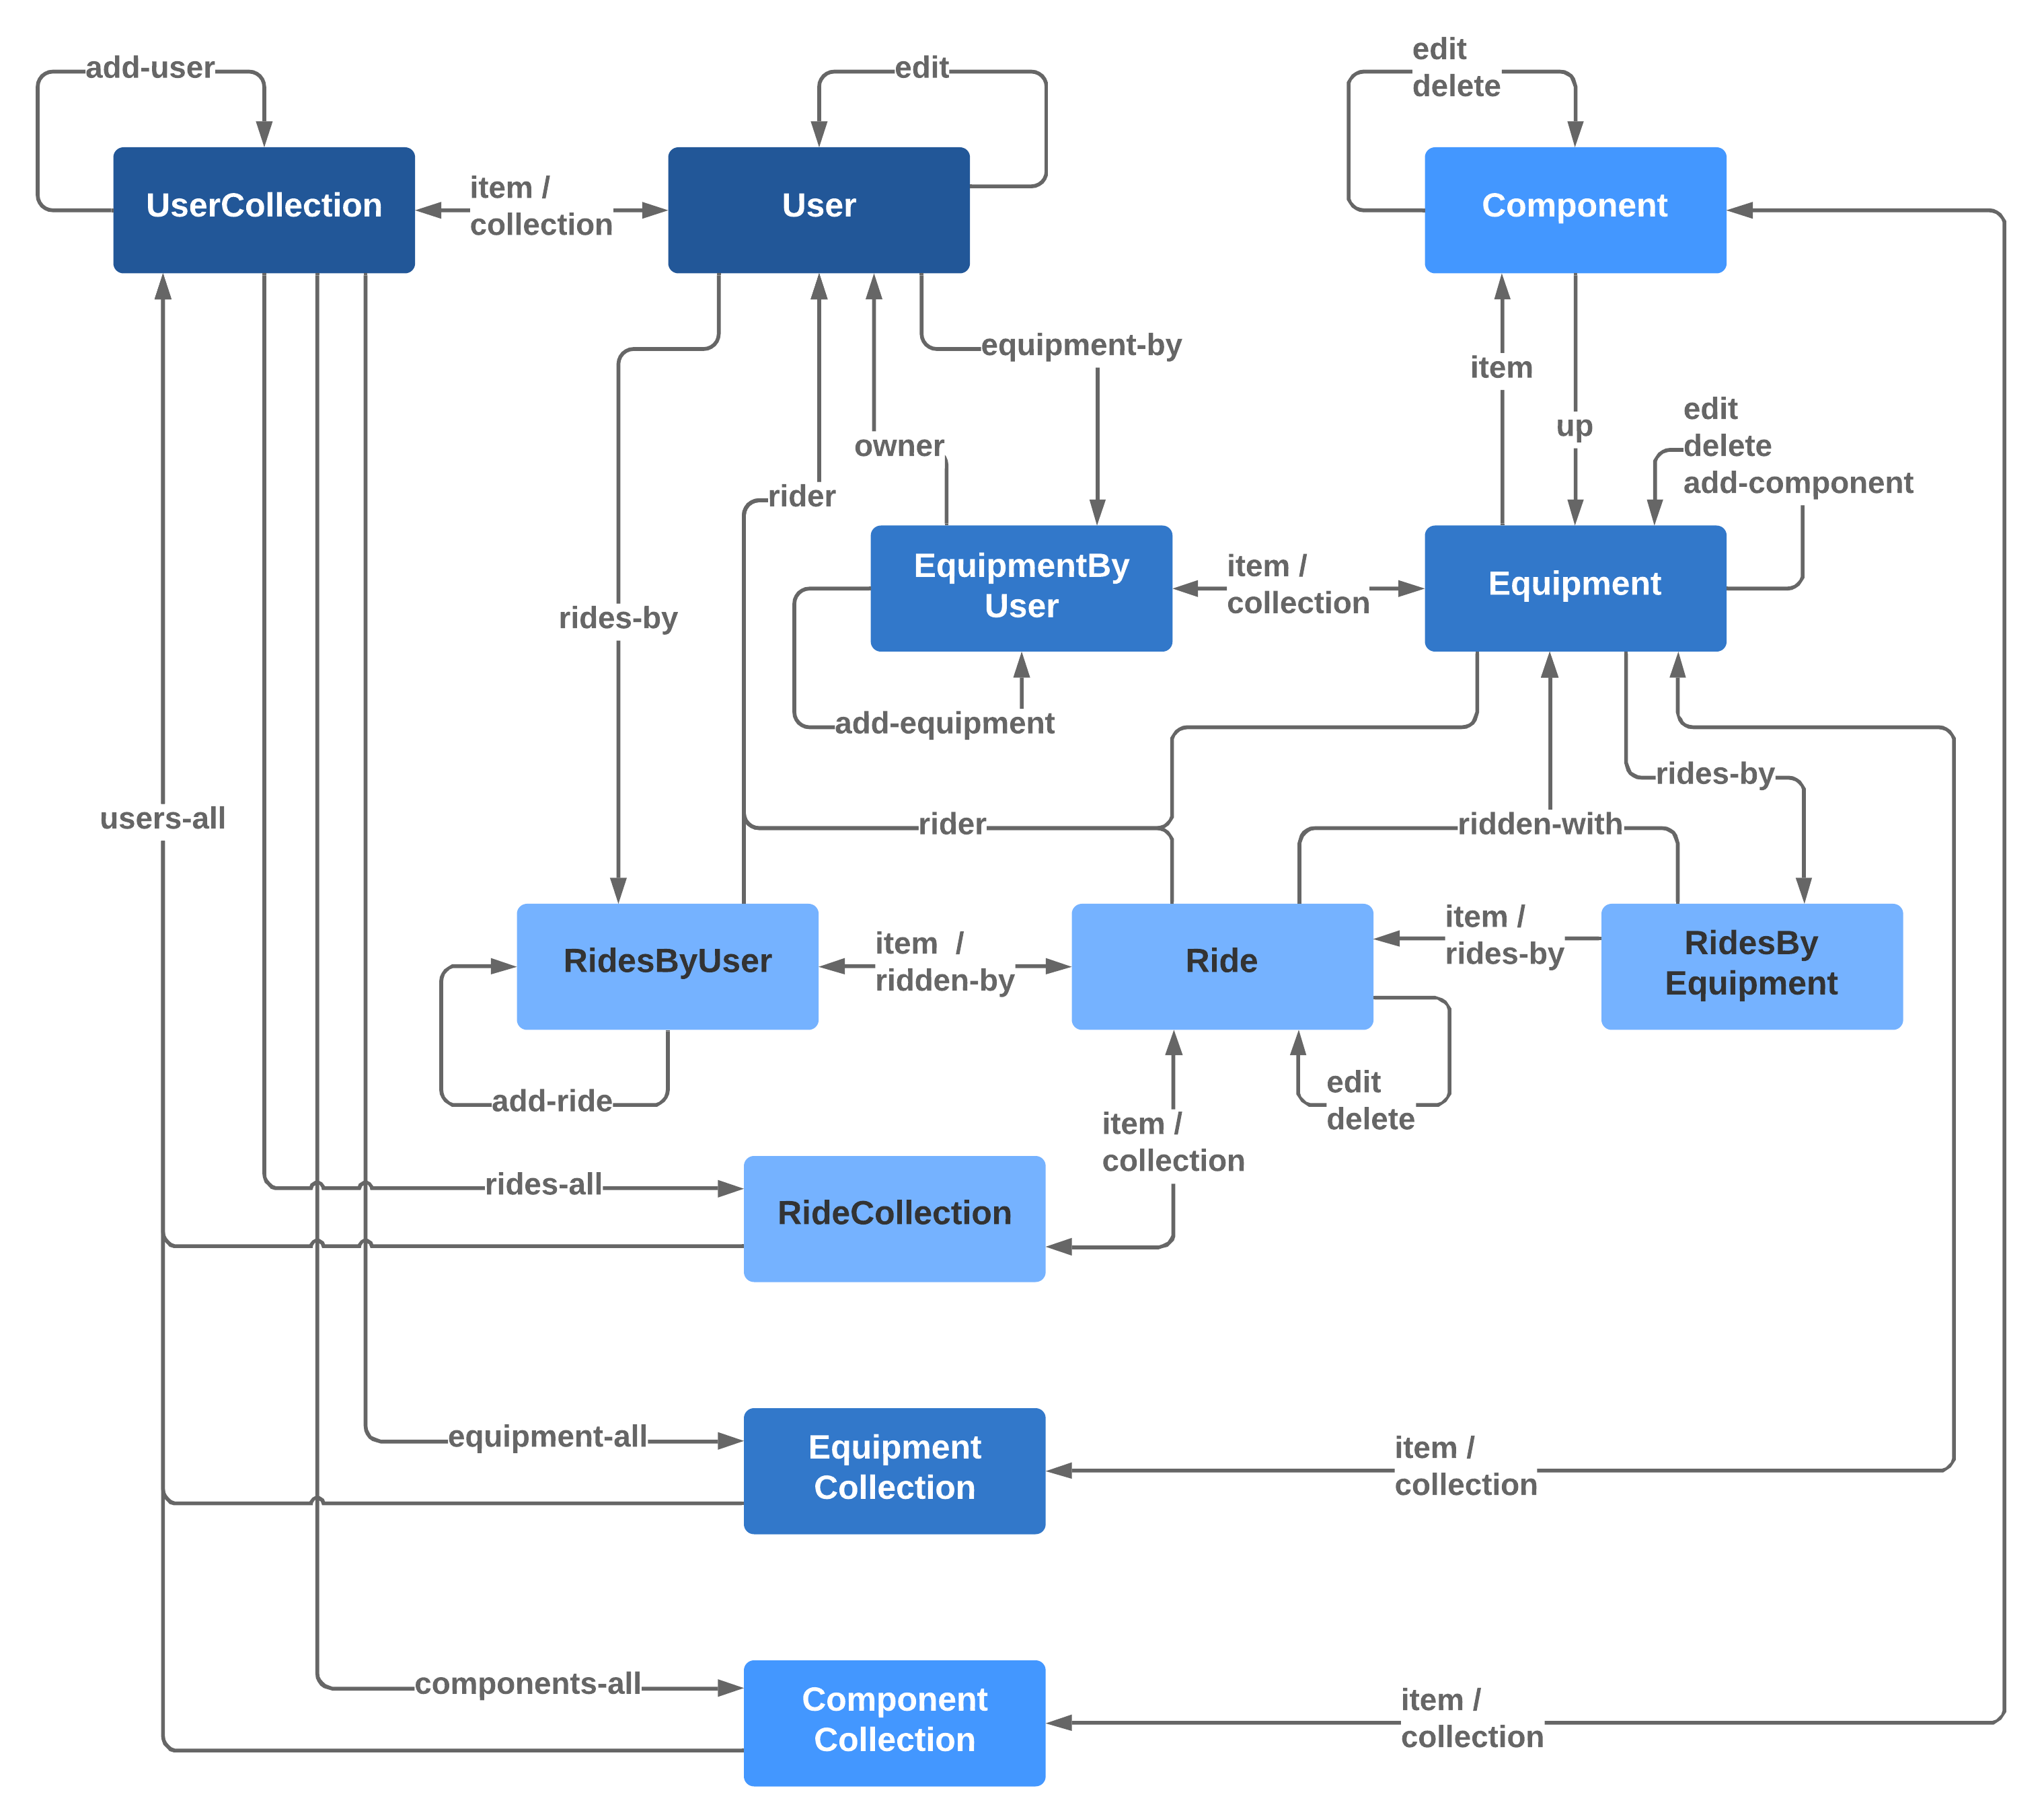 add-user
edit
edit
delete
UserCollection
item /
collection
User
Component
equipment-by
item
up
owner
rider
edit
delete
add-component
EquipmentBy
User
item /
collection
Equipment
rides-by
add-equipment
rides-by
users-all
rider
ridden-with
RidesByUser
item /
ridden-by
Ride
item /
rides-by
RidesBy
Equipment
add-ride
edit
delete
item /
collection
rides-all
RideCollection
equipment-all
Equipment
Collection
item /
collection
components-all
Component
Collection
item /
collection